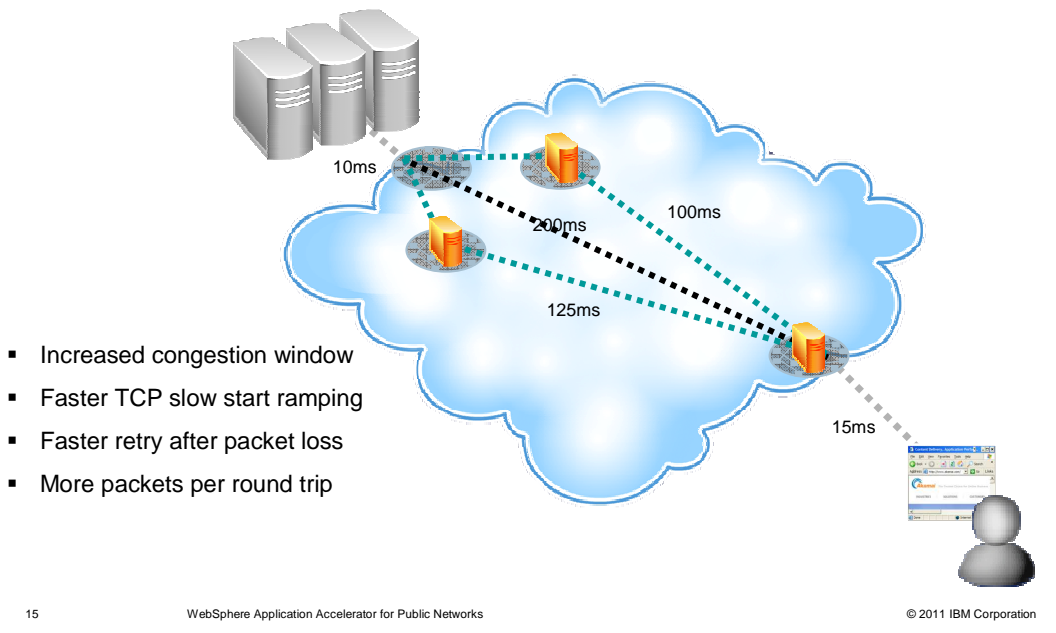 10ms
200ms
100ms
125ms
▪ Increased congestion window
▪ Faster TCP slow start ramping
▪ Faster retry after packet loss
▪ More packets per round trip
15ms
Akamai
15 WebSphere Application Accelerator for Public Networks © 2011 IBM Corporation